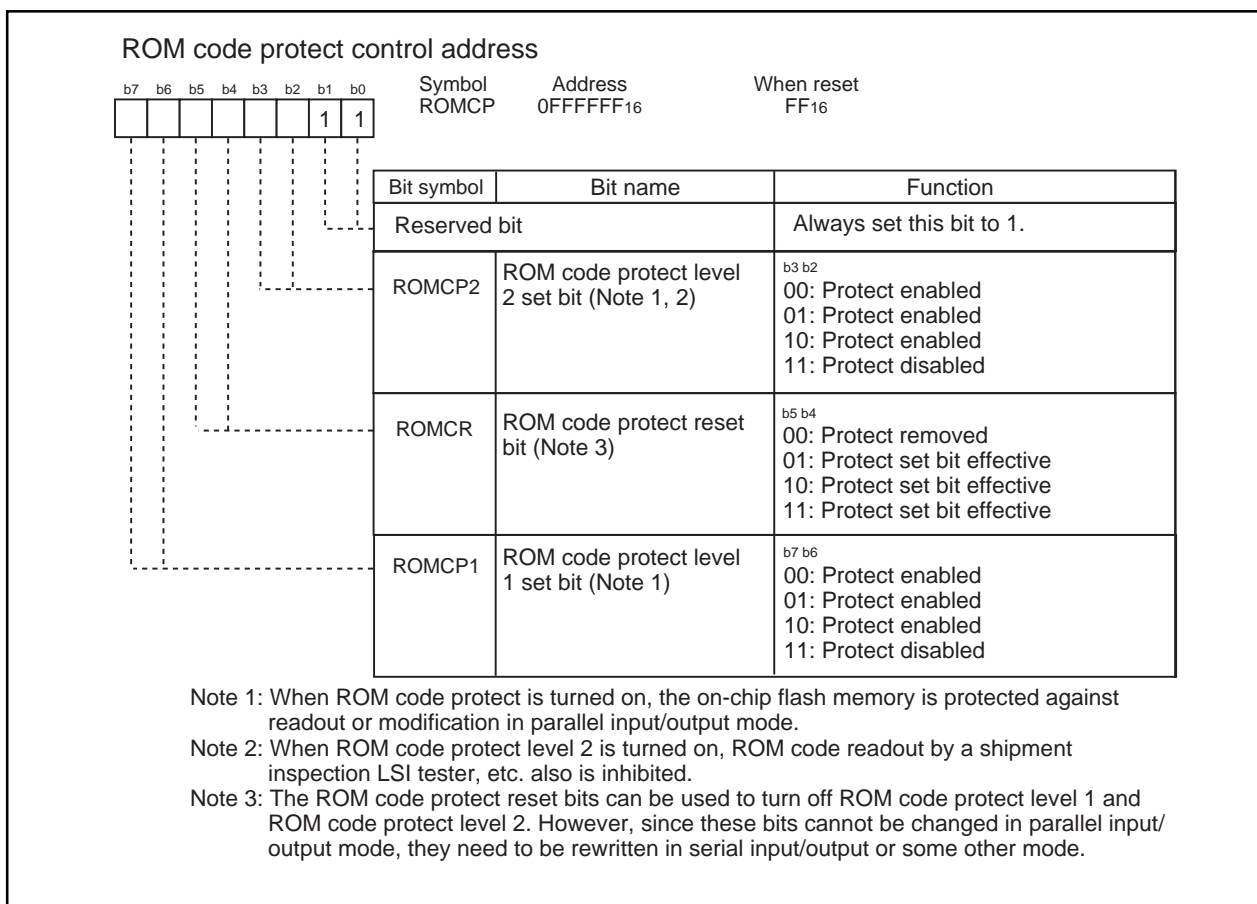 ROM code protect control address
b7 b6 b5 b4 b3 b2 b1 b0
Symbol Address When reset
ROMCP 0FFFFFF16 FF16
1 1
Bit symbol Bit name Function
Reserved bit Always set this bit to 1.
ROMCP2 ROM code protect level
2 set bit (Note 1, 2)
b3 b2
00: Protect enabled
01: Protect enabled
10: Protect enabled
11: Protect disabled
ROMCR ROM code protect reset
bit (Note 3)
b5 b4
00: Protect removed
01: Protect set bit effective
10: Protect set bit effective
11: Protect set bit effective
ROMCP1 ROM code protect level
1 set bit (Note 1)
b7 b6
00: Protect enabled
01: Protect enabled
10: Protect enabled
11: Protect disabled
Note 1: When ROM code protect is turned on, the on-chip flash memory is protected against
readout or modification in parallel input/output mode.
Note 2: When ROM code protect level 2 is turned on, ROM code readout by a shipment
inspection LSI tester, etc. also is inhibited.
Note 3: The ROM code protect reset bits can be used to turn off ROM code protect level 1 and
ROM code protect level 2. However, since these bits cannot be changed in parallel input/
output mode, they need to be rewritten in serial input/output or some other mode.